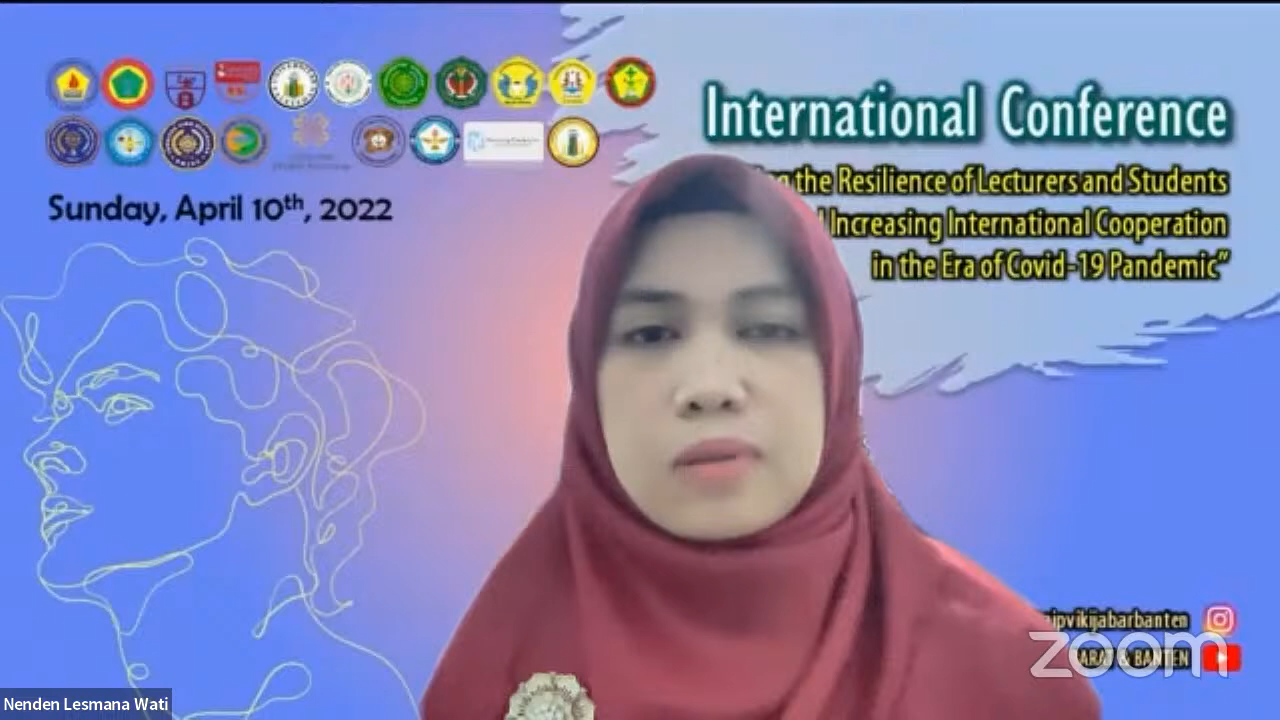 International Conference
the Resilience of Lecturers and Students
Increasing International Cooperation
in the Era of Covid-19 Pandemic”
Sunday, April 10th, 2022
zoom
& BANTEN
Nenden Lesmana Wati